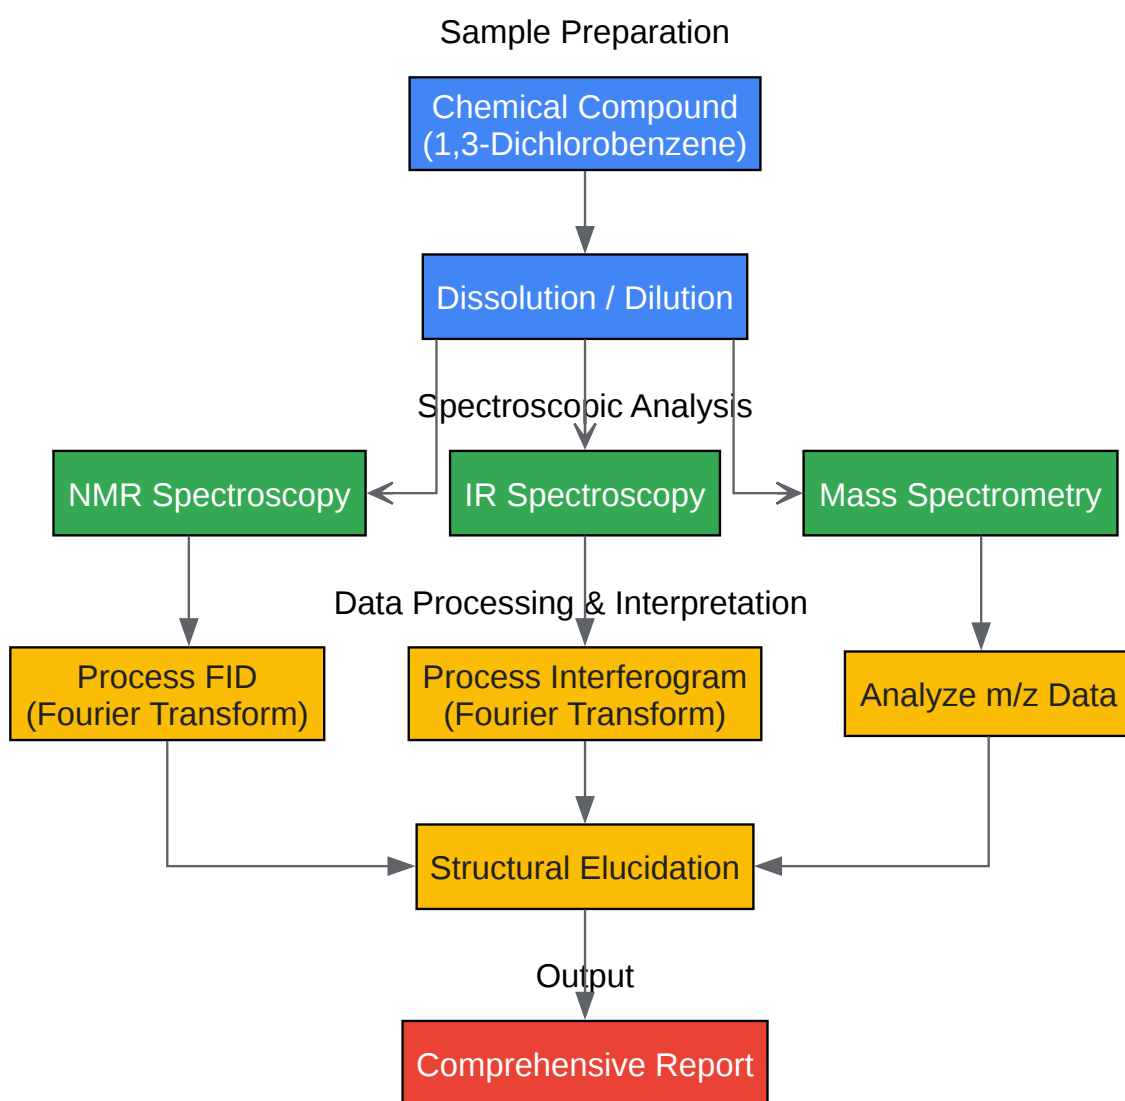 Sample Preparation
Chemical Compound
(1,3-Dichlorobenzene)
Dissolution / Dilution
Spectroscopic Analysis
NMR Spectroscopy
IR Spectroscopy
Mass Spectrometry
Data Processing & Interpretation
Process FID
(Fourier Transform)
Process Interferogram
(Fourier Transform)
Analyze m/z Data
Structural Elucidation
Output
Comprehensive Report